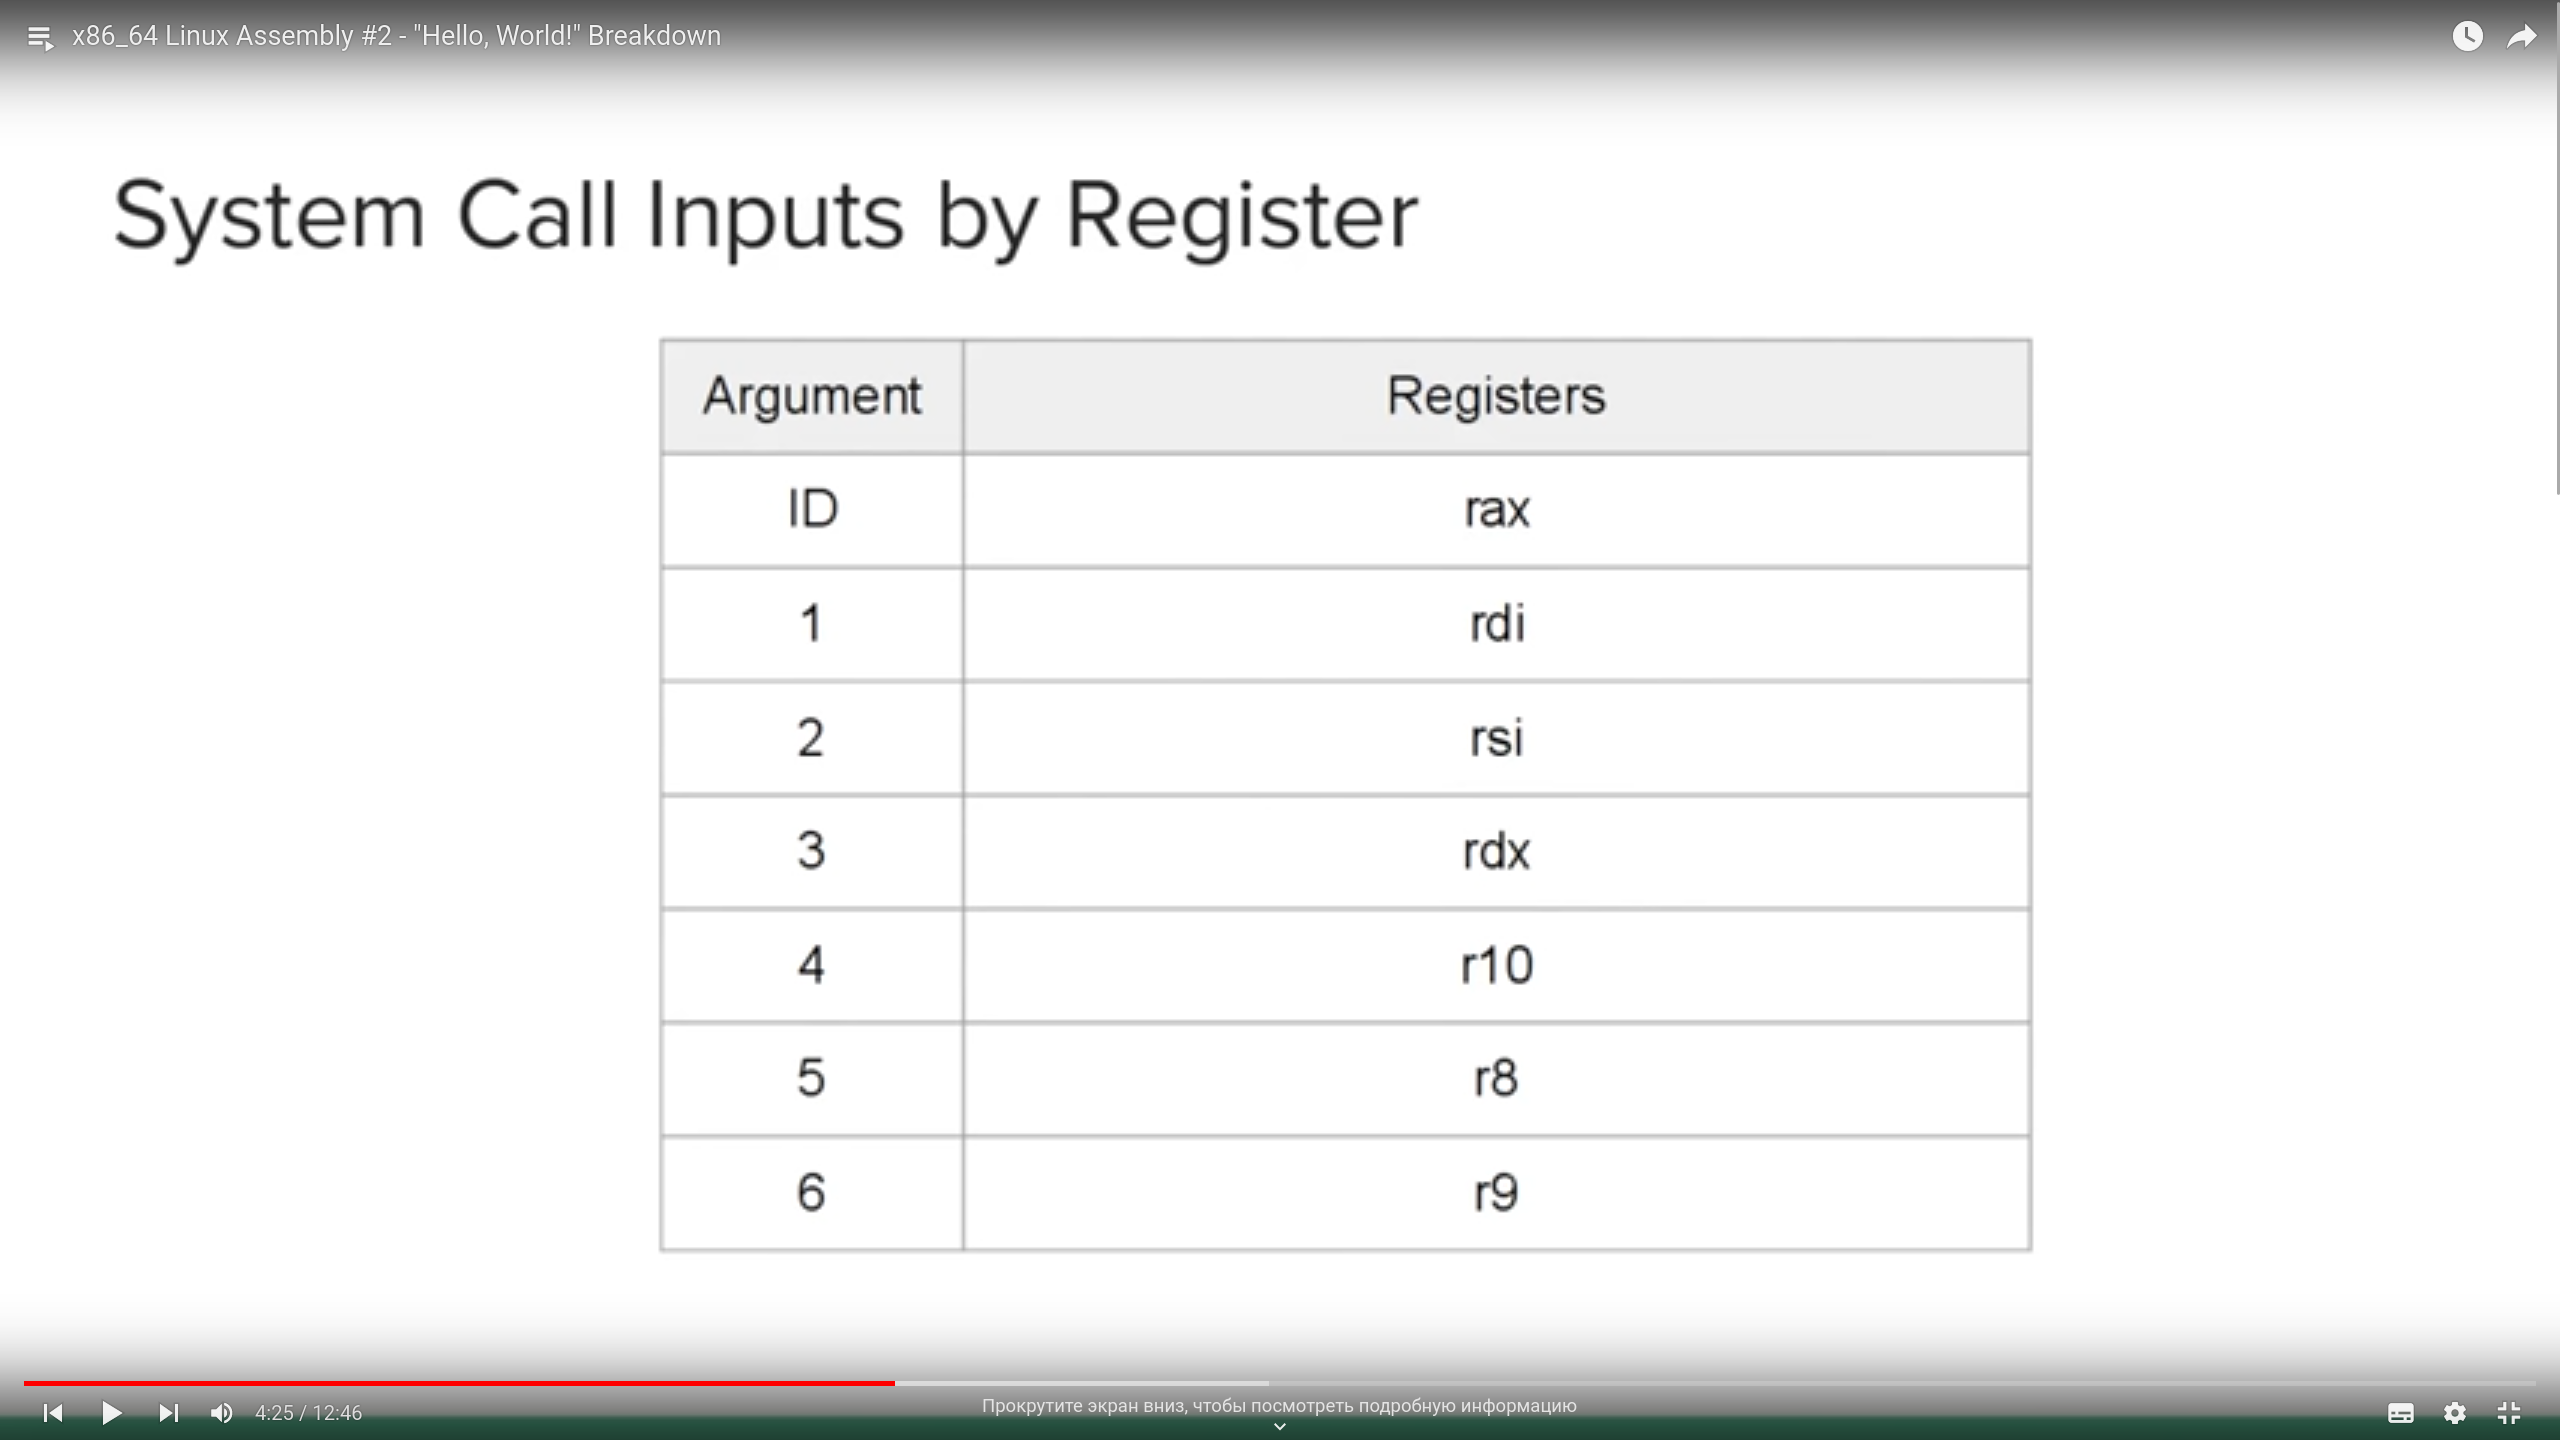 x86_64 Linux Assembly #2 - "Hello, World!" Breakdown
System Call Inputs by Register
Argument Registers
ID rax
1 rdi
2 rsi
3 rdx
4 r10
5 r8
6 r9
4:25 / 12:46
Прокрутите экран вниз, чтобы посмотреть подробную информацию